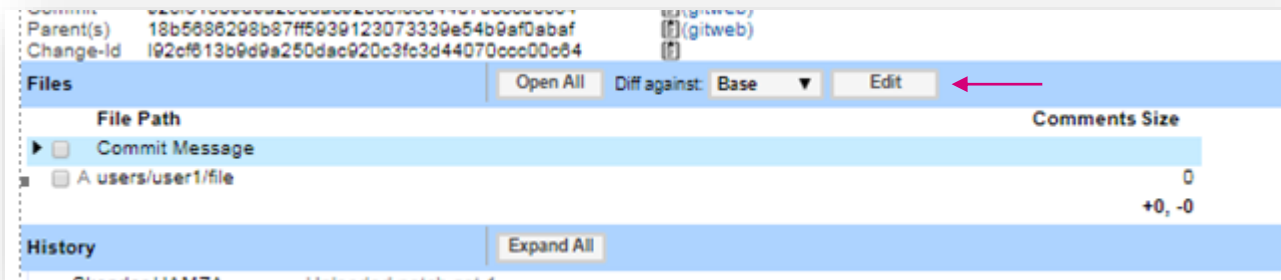 Parent(s) 18b5686298b87ff5939123073339e54b9af0abaf (gitweb)
Change-Id I92cf613b9d9a250dac920c3fc3d44070ccc00c64
Files Open All Diff against: Base ▼ Edit
File Path Comments Size
Commit Message
A users/user1/file 0
+0, -0
History Expand All